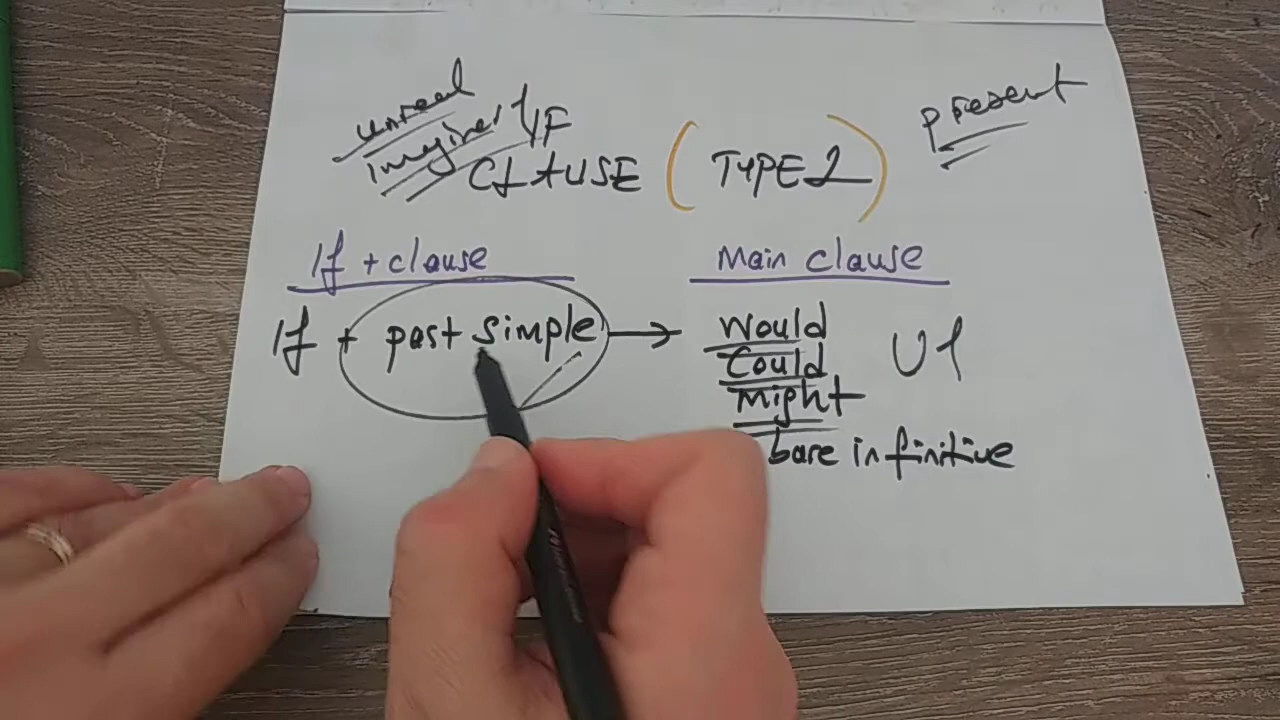 unreal
IF
present
CLAUSE ( TYPE 2 )
If + clause
Main clause
If + past simple → Would
Could
Might
V1
bare infinitive